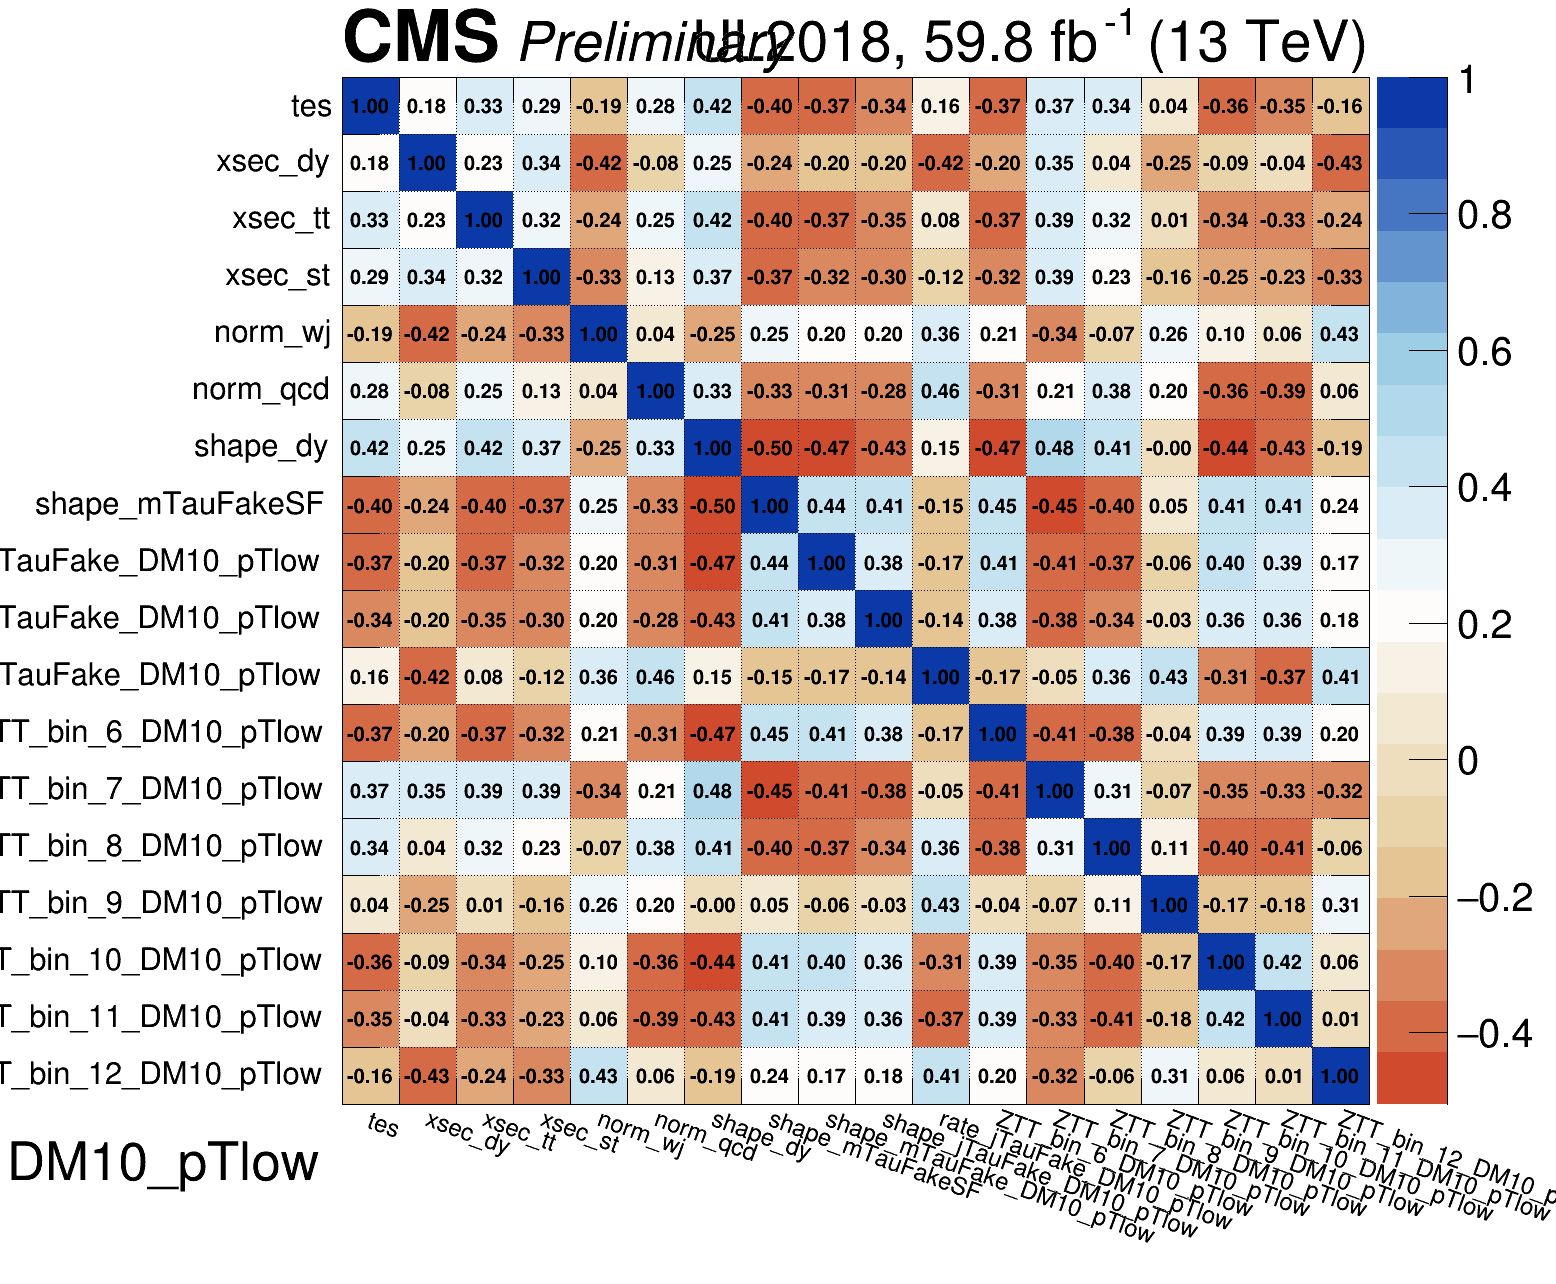 CMS Preliminary UL2018, 59.8 fb-1 (13 TeV)
tes 1.00 0.18 0.33 0.29 -0.19 0.28 0.42 -0.40 -0.37 -0.34 0.16 -0.37 0.37 0.34 0.04 -0.36 -0.35 -0.16
xsec_dy 0.18 1.00 0.23 0.34 -0.42 -0.08 0.25 -0.24 -0.20 -0.20 -0.42 -0.20 0.35 0.04 -0.25 -0.09 -0.04 -0.43
xsec_tt 0.33 0.23 1.00 0.32 -0.24 0.25 0.42 -0.40 -0.37 -0.35 0.08 -0.37 0.39 0.32 0.01 -0.34 -0.33 -0.24
xsec_st 0.29 0.34 0.32 1.00 -0.33 0.13 0.37 -0.37 -0.32 -0.30 -0.12 -0.32 0.39 0.23 -0.16 -0.25 -0.23 -0.33
norm_wj -0.19 -0.42 -0.24 -0.33 1.00 0.04 -0.25 0.25 0.20 0.20 0.36 0.21 -0.34 -0.07 0.26 0.10 0.06 0.43
norm_qcd 0.28 -0.08 0.25 0.13 0.04 1.00 0.33 -0.33 -0.31 -0.28 0.46 -0.31 0.21 0.38 0.20 -0.36 -0.39 0.06
shape_dy 0.42 0.25 0.42 0.37 -0.25 0.33 1.00 -0.50 -0.47 -0.43 0.15 -0.47 0.48 0.41 -0.00 -0.44 -0.43 -0.19
shape_mTauFakeSF -0.40 -0.24 -0.40 -0.37 0.25 -0.33 -0.50 1.00 0.44 0.41 -0.15 0.45 -0.45 -0.40 0.05 0.41 0.41 0.24
TauFake_DM10_pTlow -0.37 -0.20 -0.37 -0.32 0.20 -0.31 -0.47 0.44 1.00 0.38 -0.17 0.41 -0.41 -0.37 -0.06 0.40 0.39 0.17
TauFake_DM10_pTlow -0.34 -0.20 -0.35 -0.30 0.20 -0.28 -0.43 0.41 0.38 1.00 -0.14 0.38 -0.38 -0.34 -0.03 0.36 0.36 0.18
TauFake_DM10_pTlow 0.16 -0.42 0.08 -0.12 0.36 0.46 0.15 -0.15 -0.17 -0.14 1.00 -0.17 -0.05 0.36 0.43 -0.31 -0.37 0.41
TT_bin_6_DM10_pTlow -0.37 -0.20 -0.37 -0.32 0.21 -0.31 -0.47 0.45 0.41 0.38 -0.17 1.00 -0.41 -0.38 -0.04 0.39 0.39 0.20
TT_bin_7_DM10_pTlow 0.37 0.35 0.39 0.39 -0.34 0.21 0.48 -0.45 -0.41 -0.38 -0.05 -0.41 1.00 0.31 -0.07 -0.35 -0.33 -0.32
TT_bin_8_DM10_pTlow 0.34 0.04 0.32 0.23 -0.07 0.38 0.41 -0.40 -0.37 -0.34 0.36 -0.38 0.31 1.00 0.11 -0.40 -0.41 -0.06
TT_bin_9_DM10_pTlow 0.04 -0.25 0.01 -0.16 0.26 0.20 -0.00 0.05 -0.06 -0.03 0.43 -0.04 -0.07 0.11 1.00 -0.17 -0.18 0.31
T_bin_10_DM10_pTlow -0.36 -0.09 -0.34 -0.25 0.10 -0.36 -0.44 0.41 0.40 0.36 -0.31 0.39 -0.35 -0.40 -0.17 1.00 0.42 0.06
T_bin_11_DM10_pTlow -0.35 -0.04 -0.33 -0.23 0.06 -0.39 -0.43 0.41 0.39 0.36 -0.37 0.39 -0.33 -0.41 -0.18 0.42 1.00 0.01
T_bin_12_DM10_pTlow -0.16 -0.43 -0.24 -0.33 0.43 0.06 -0.19 0.24 0.17 0.18 0.41 0.20 -0.32 -0.06 0.31 0.06 0.01 1.00
1
0.8
0.6
0.4
0.2
0
−0.2
−0.4
tes
xsec_dy
xsec_tt
xsec_st
norm_wj
norm_qcd
shape_dy
shape_mTauFakeSF
shape_mTauFake_DM10_pTlow
shape_jTauFake_DM10_pTlow
rate_jTauFake_DM10_pTlow
ZTT_bin_6_DM10_pTlow
ZTT_bin_7_DM10_pTlow
ZTT_bin_8_DM10_pTlow
ZTT_bin_9_DM10_pTlow
ZTT_bin_10_DM10_pTlow
ZTT_bin_11_DM10_pTlow
ZTT_bin_12_DM10_p
DM10_pTlow